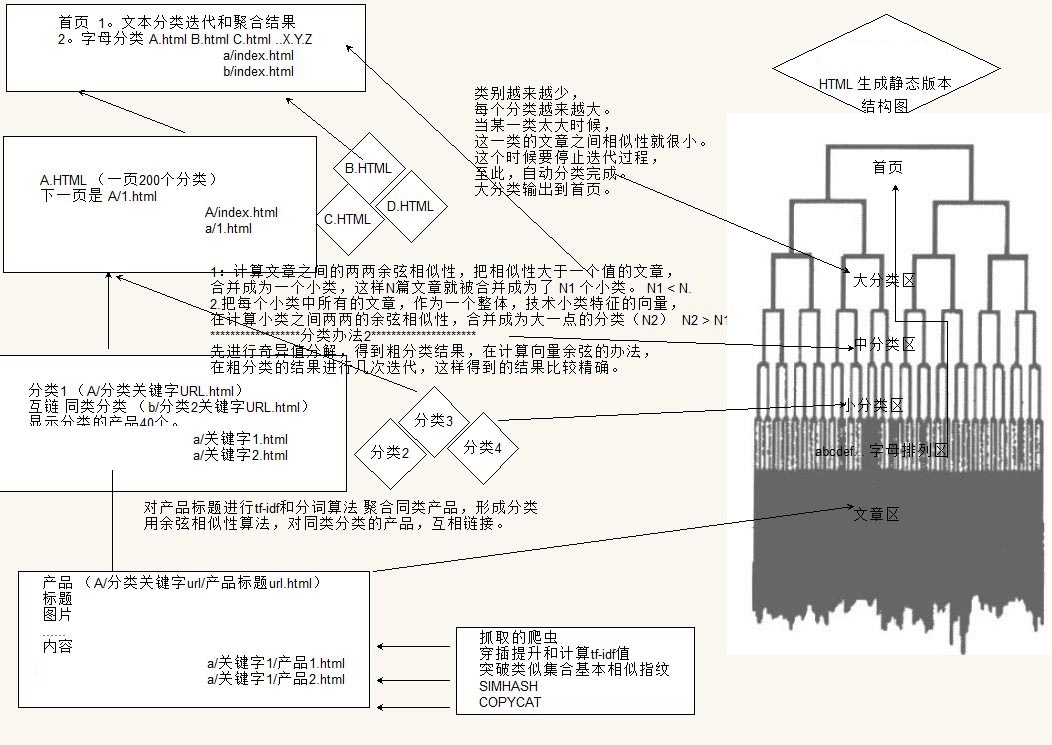 首页 1。文本分类迭代和聚合结果
2。字母分类 A.html B.html C.html ..X.Y.Z
a/index.html
b/index.html
HTML 生成静态版本
结构图
类别越来越少，
每个分类越来越大。
当某一类太大时候，
这一类的文章之间相似性就很小。
这个时候要停止迭代过程，
至此，自动分类完成。
大分类输出到首页。
A.HTML（一页200个分类）
下一页是 A/1.html
A/index.html
a/1.html
B.HTML
C.HTML
D.HTML
1：计算文章之间的两两余弦相似性，把相似性大于一个值的文章，
合并成为一个小类，这样N篇文章就被合并成为了 N1 个小类。 N1 < N.
2.把每个小类中所有的文章，作为一个整体，技术小类特征的向量，
在计算小类之间两两的余弦相似性，合并成为大一点的分类（N2） N2 > N1
*****************分类办法2********************
先进行奇异值分解，得到粗分类结果，在计算向量余弦的办法，
在粗分类的结果进行几次迭代，这样得到的结果比较精确。
分类1 （A/分类关键字URL.html）
互链 同类分类 （b/分类2关键字URL.html）
显示分类的产品40个。
a/关键字1.html
a/关键字2.html
分类3
分类2
分类4
对产品标题进行tf-idf和分词算法 聚合同类产品，形成分类
用余弦相似性算法，对同类分类的产品，互相链接。
产品 （A/分类关键字url/产品标题url.html）
标题
图片
......
内容
a/关键字1/产品1.html
a/关键字1/产品2.html
抓取的爬虫
穿插提升和计算tf-idf值
突破类似集合基本相似指纹
SIMHASH
COPYCAT
首页
大分类区
中分类区
小分类区
abcdef.. 字母排列区
文章区